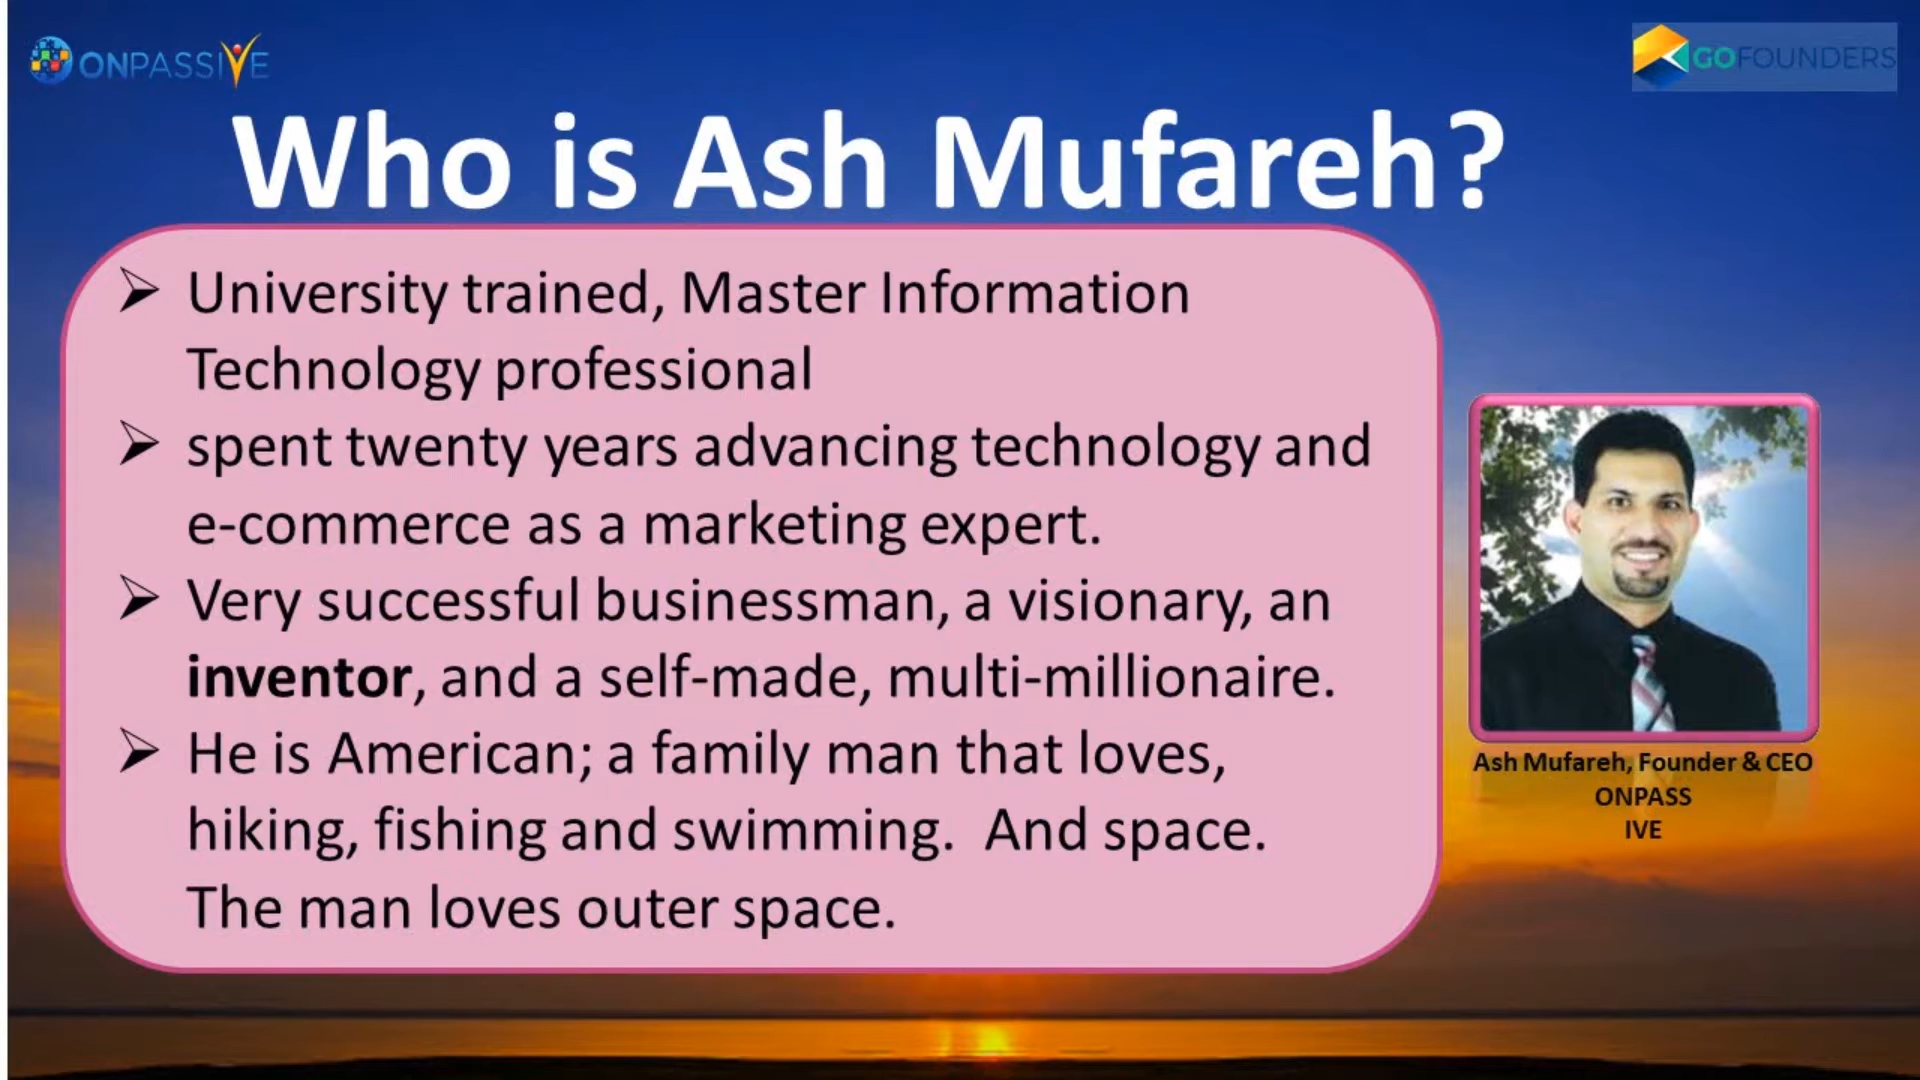 ONPASSIVE
GOFOUNDERS
Who is Ash Mufareh?
➢ University trained, Master Information
Technology professional
➢ spent twenty years advancing technology and
e-commerce as a marketing expert.
➢ Very successful businessman, a visionary, an
inventor, and a self-made, multi-millionaire.
➢ He is American; a family man that loves,
hiking, fishing and swimming.  And space.
The man loves outer space.
Ash Mufareh, Founder & CEO
ONPASS
IVE